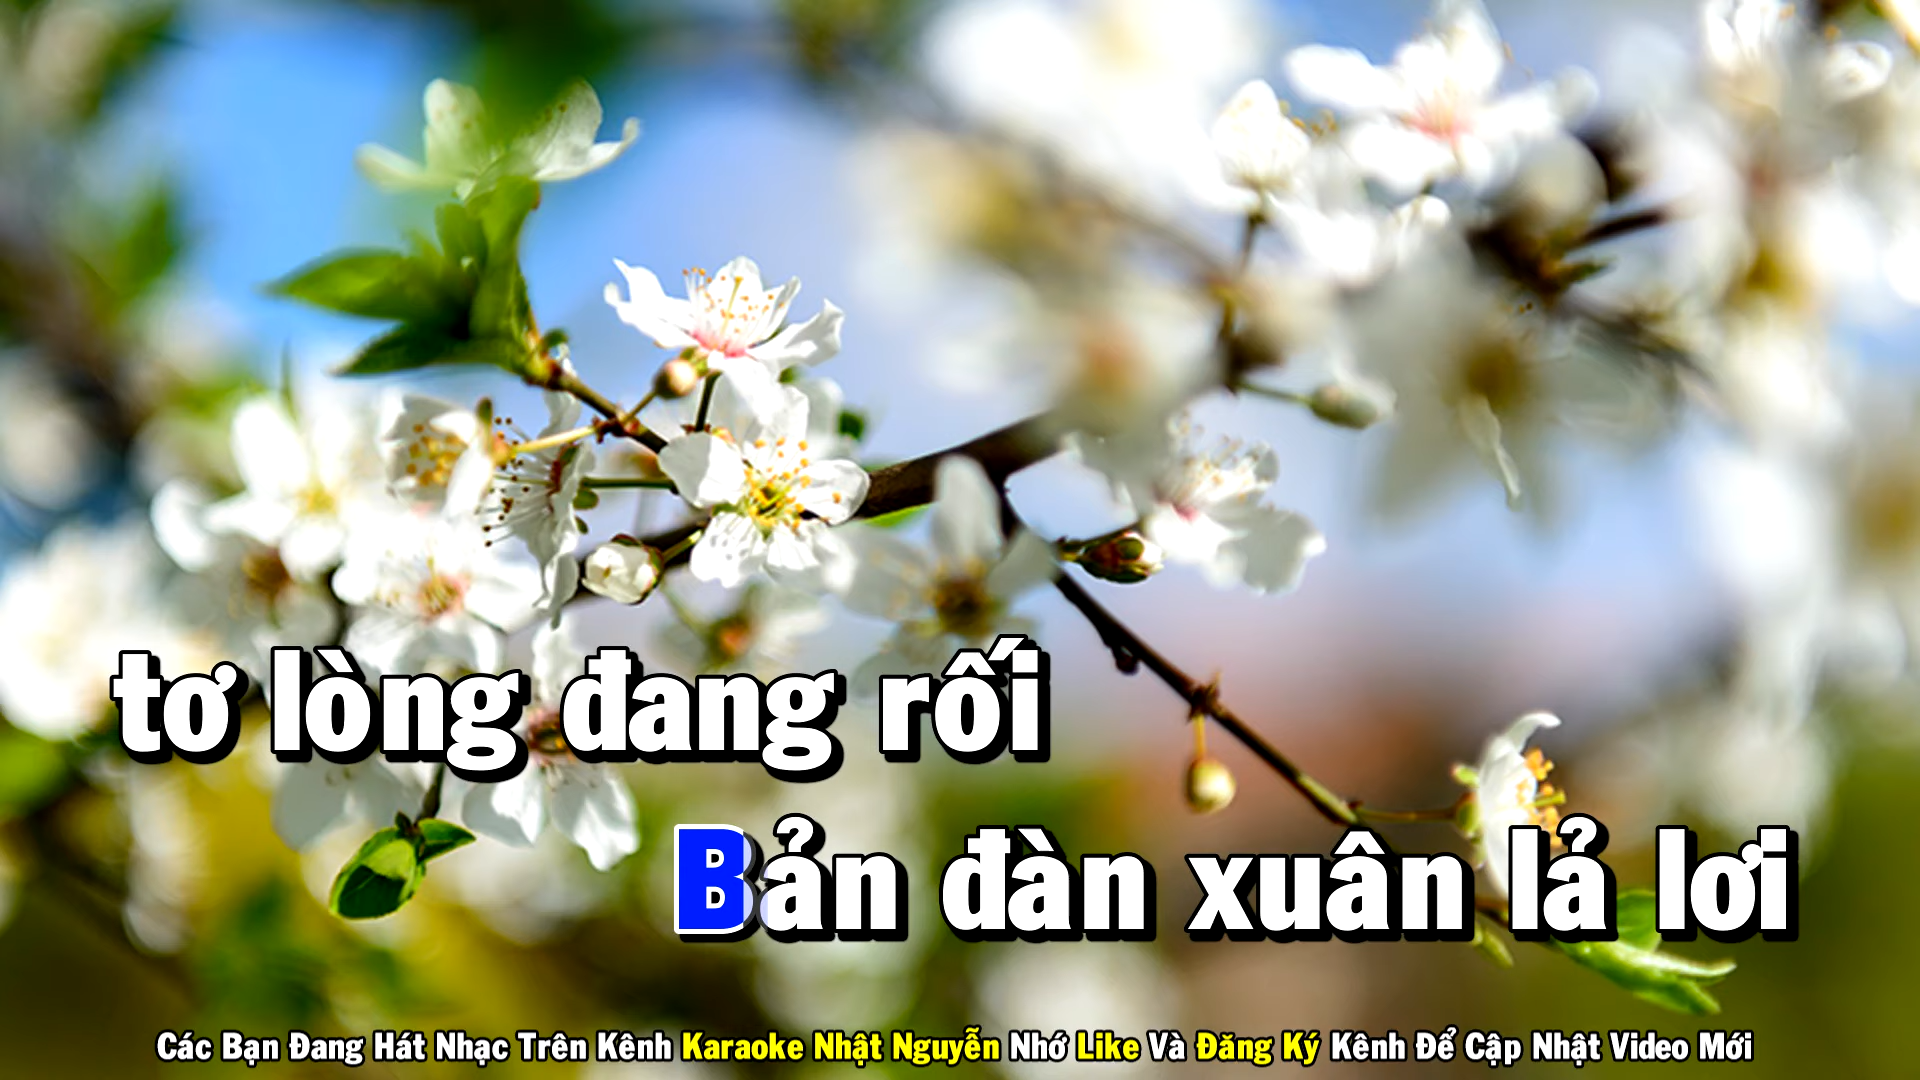 tơ lòng đang rối
Bản đàn xuân lả lơi
Các Bạn Đang Hát Nhạc Trên Kênh Karaoke Nhật Nguyễn Nhớ Like Và Đăng Ký Kênh Để Cập Nhật Video Mới